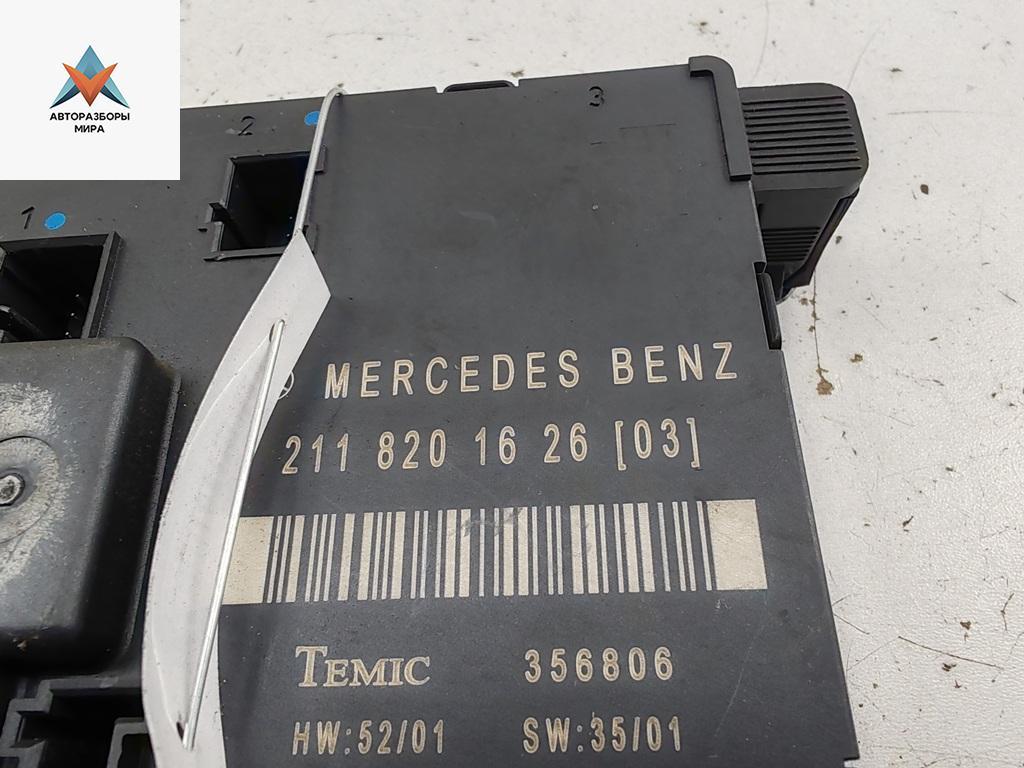 АВТОРАЗБОРЫ
МИРА
1
2
3
MERCEDES BENZ
211 820 16 26 [03]
TEMIC 356806
HW:52/01 SW:35/01